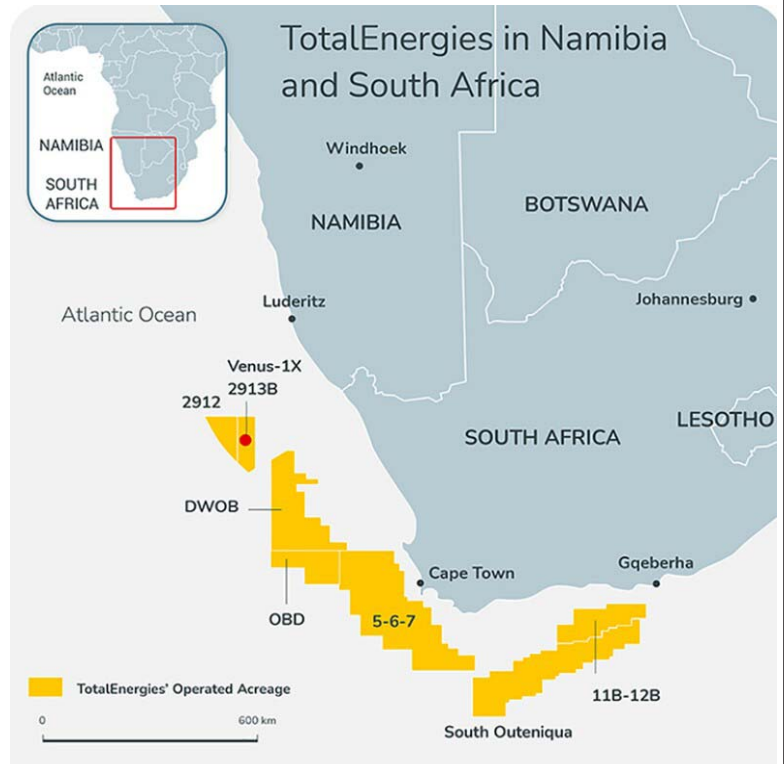 TotalEnergies in Namibia
and South Africa
Atlantic
Ocean
NAMIBIA
SOUTH
AFRICA
Windhoek
NAMIBIA
BOTSWANA
Luderitz
Johannesburg
Atlantic Ocean
Venus-1X
2912
2913B
LESOTHO
SOUTH AFRICA
DWOB
Cape Town
Gqeberha
OBD
5-6-7
TotalEnergies' Operated Acreage
11B-12B
0
600 km
South Outeniqua